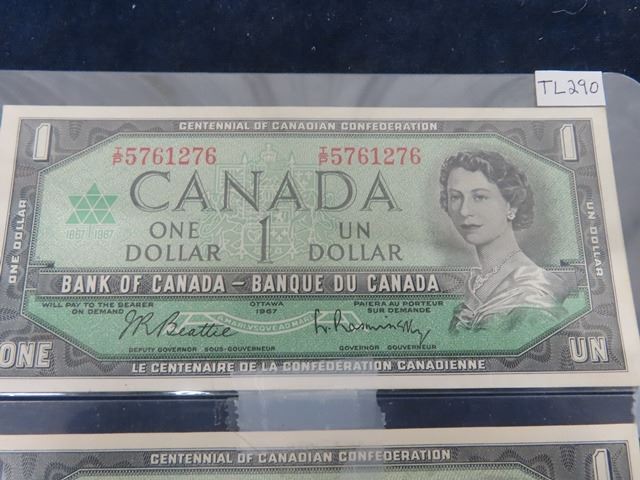 TL290
CENTENNIAL OF CANADIAN CONFEDERATION
1 1
I/P 5761276 I/P 5761276
CANADA
1867 1967
ONE DOLLAR 1 UN DOLLAR
ONE DOLLAR
UN DOLLAR
BANK OF CANADA – BANQUE DU CANADA
WILL PAY TO THE BEARER ON DEMAND
OTTAWA 1967
PAIERA AU PORTEUR SUR DEMANDE
JR Beattie
L. Rasminsky
DEPUTY GOVERNOR SOUS-GOUVERNEUR
GOVERNOR GOUVERNEUR
ONE UN
LE CENTENAIRE DE LA CONFEDERATION CANADIENNE
CENTENNIAL OF CANADIAN CONFEDERATION